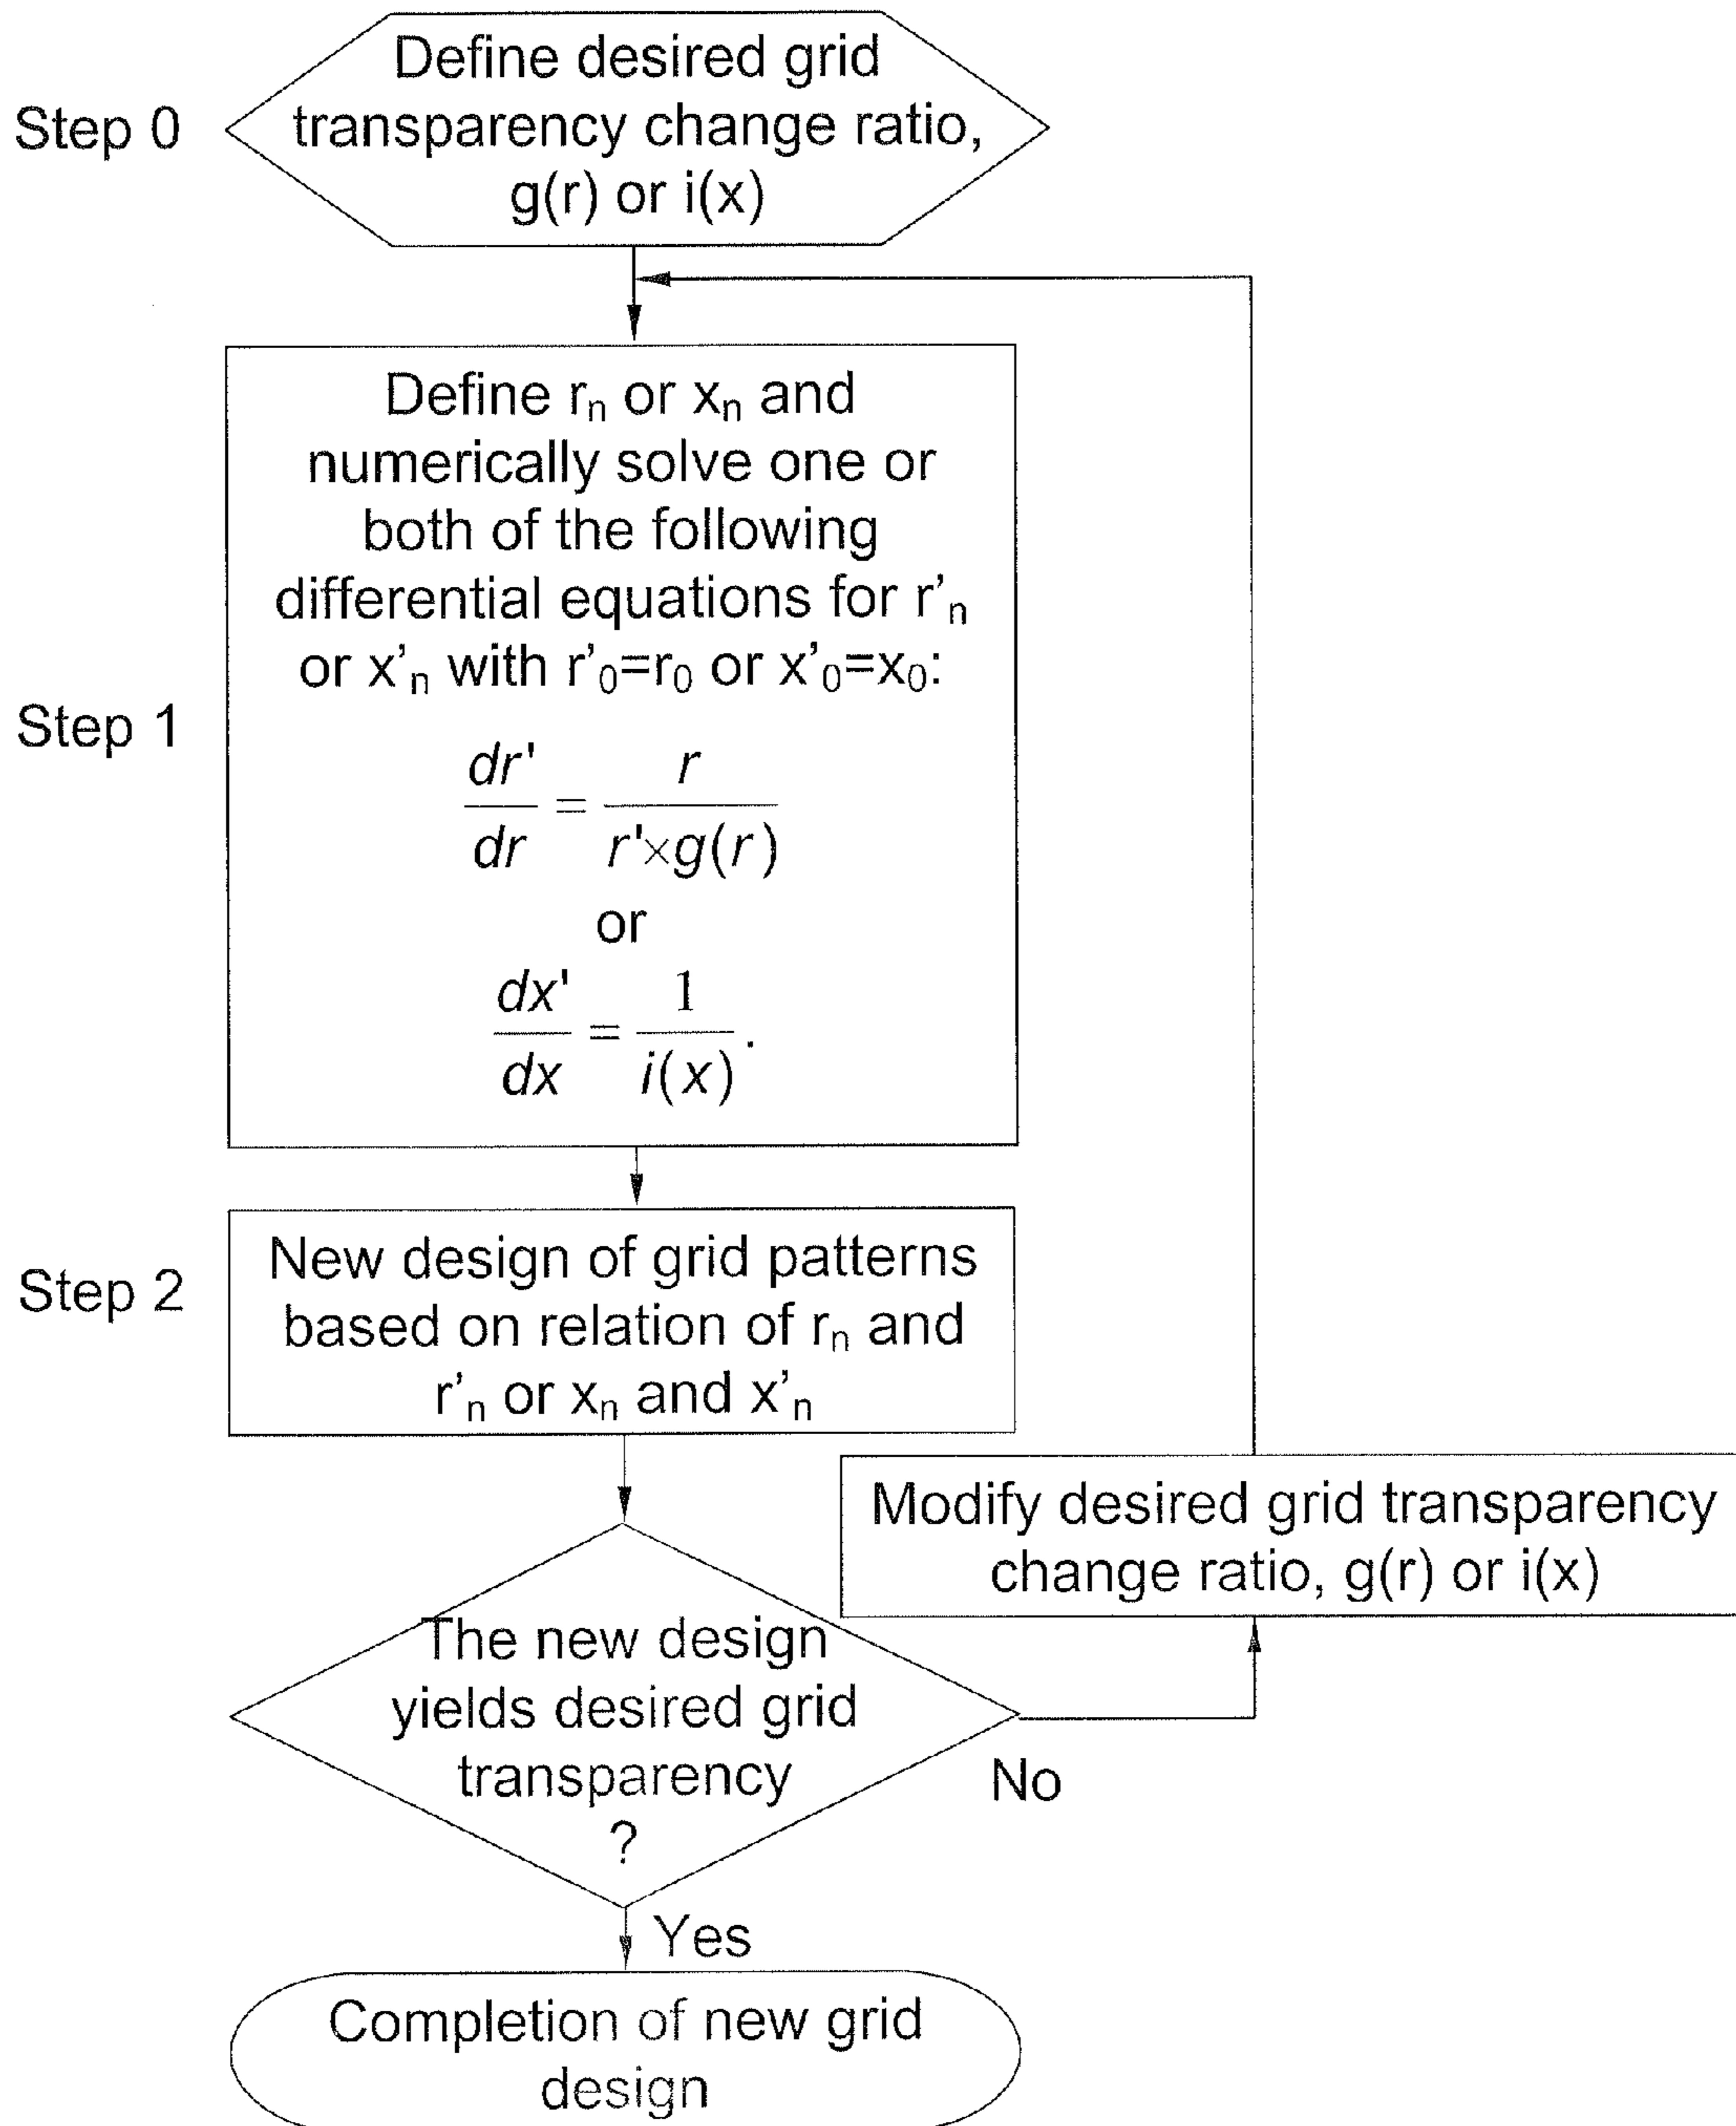 Define desired grid
transparency change ratio,
g(r) or i(x)
Step 0
Define rₙ or xₙ and
numerically solve one or
both of the following
differential equations for r'ₙ
or x'ₙ with r'₀=r₀ or x'₀=x₀:
Step 1
dr'/dr = r/(r'×g(r))
or
dx'/dx = 1/i(x).
Step 2
New design of grid patterns
based on relation of rₙ and
r'ₙ or xₙ and x'ₙ
Modify desired grid transparency
change ratio, g(r) or i(x)
The new design
yields desired grid
transparency
?
No
Yes
Completion of new grid
design